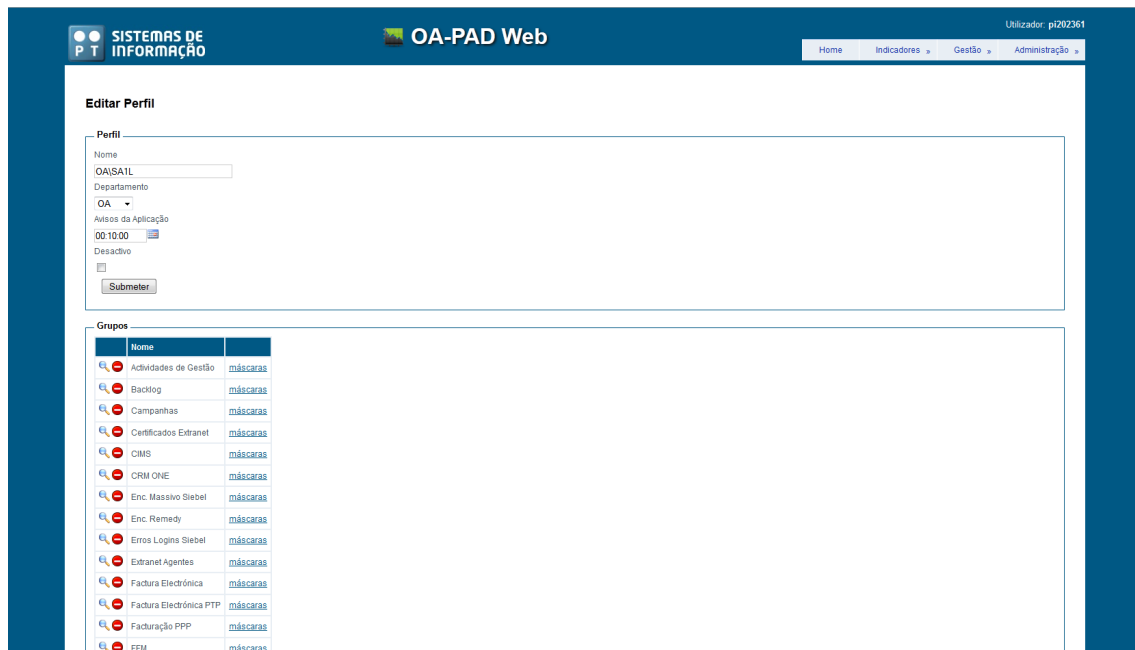 Utilizador: pi202361
SISTEMAS DE
PT INFORMAÇÃO
OA-PAD Web
Home Indicadores » Gestão » Administração »
Editar Perfil
Perfil
Nome
OA\SA1L
Departamento
OA
Avisos da Aplicação
00:10:00
Desactivo
Submeter
Grupos
Nome
Actividades de Gestão máscaras
Backlog máscaras
Campanhas máscaras
Certificados Extranet máscaras
CIMS máscaras
CRM ONE máscaras
Enc. Massivo Siebel máscaras
Enc. Remedy máscaras
Erros Logins Siebel máscaras
Extranet Agentes máscaras
Factura Electrónica máscaras
Factura Electrónica PTP máscaras
Facturação PPP máscaras
máscaras